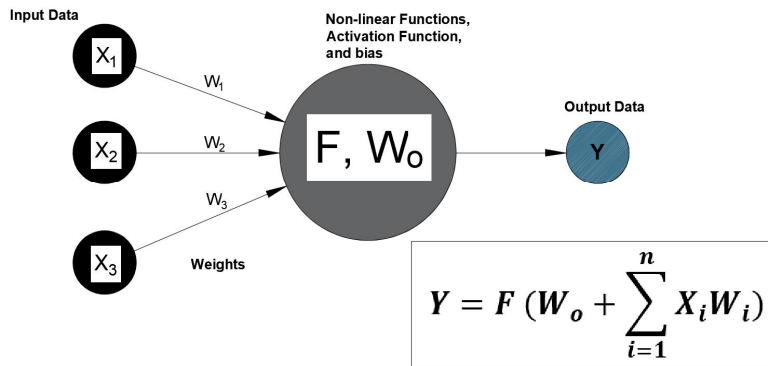 Input Data
Non-linear Functions,
Activation Function,
and bias
X₁
W₁
Output Data
X₂
W₂
F, Wₒ
Y
W₃
X₃
Weights
Y = F (Wₒ + ∑ⁿᵢ₌₁ XᵢWᵢ)